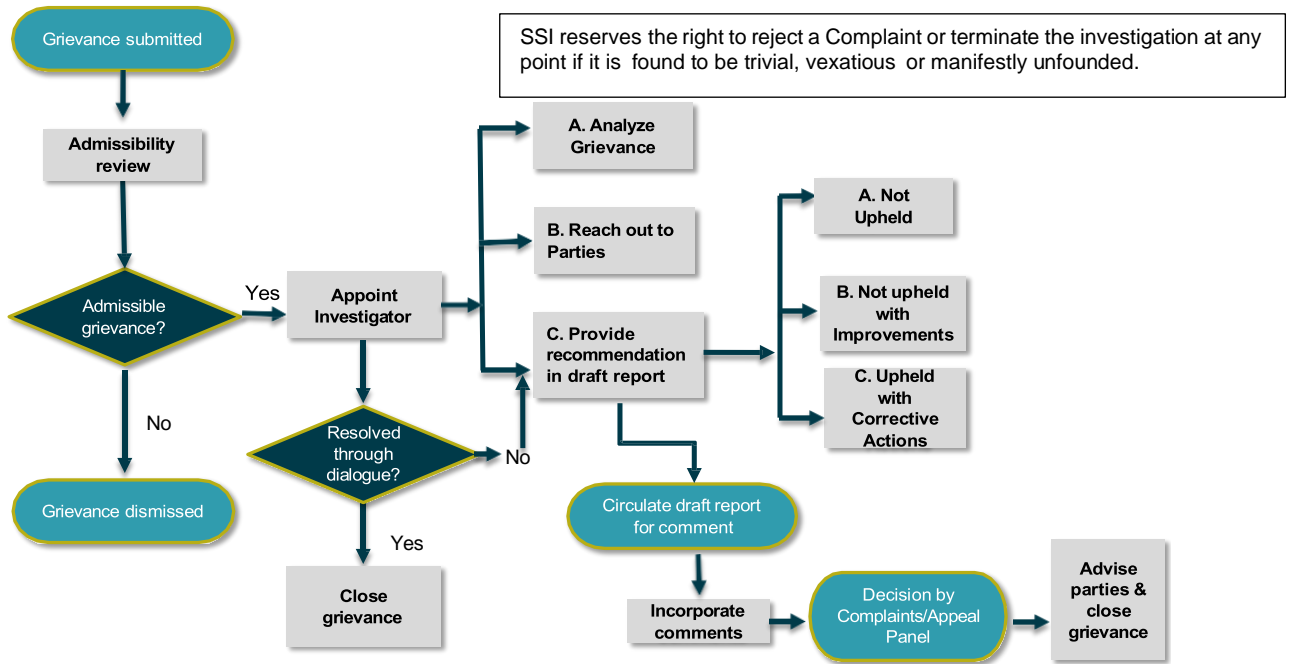 Grievance submitted
SSI reserves the right to reject a Complaint or terminate the investigation at any
point if it is found to be trivial, vexatious or manifestly unfounded.
Admissibility
review
Admissible
grievance?
Yes
No
Grievance dismissed
Appoint
Investigator
Resolved
through
dialogue?
No
Yes
Close
grievance
A. Analyze
Grievance
B. Reach out to
Parties
C. Provide
recommendation
in draft report
A. Not
Upheld
B. Not upheld
with
Improvements
C. Upheld
with
Corrective
Actions
Circulate draft report
for comment
Incorporate
comments
Decision by
Complaints/Appeal
Panel
Advise
parties &
close
grievance